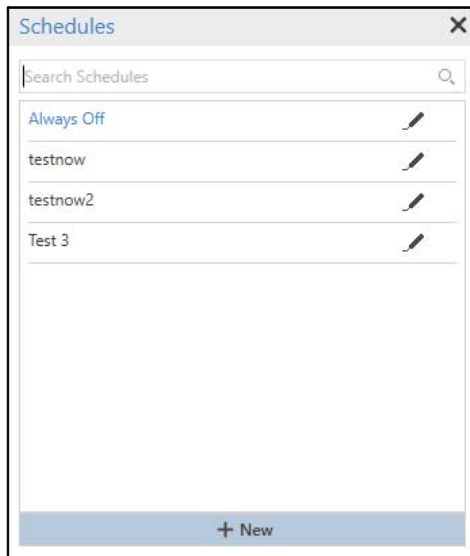 Schedules
Search Schedules
Always Off
testnow
testnow2
Test 3
+ New